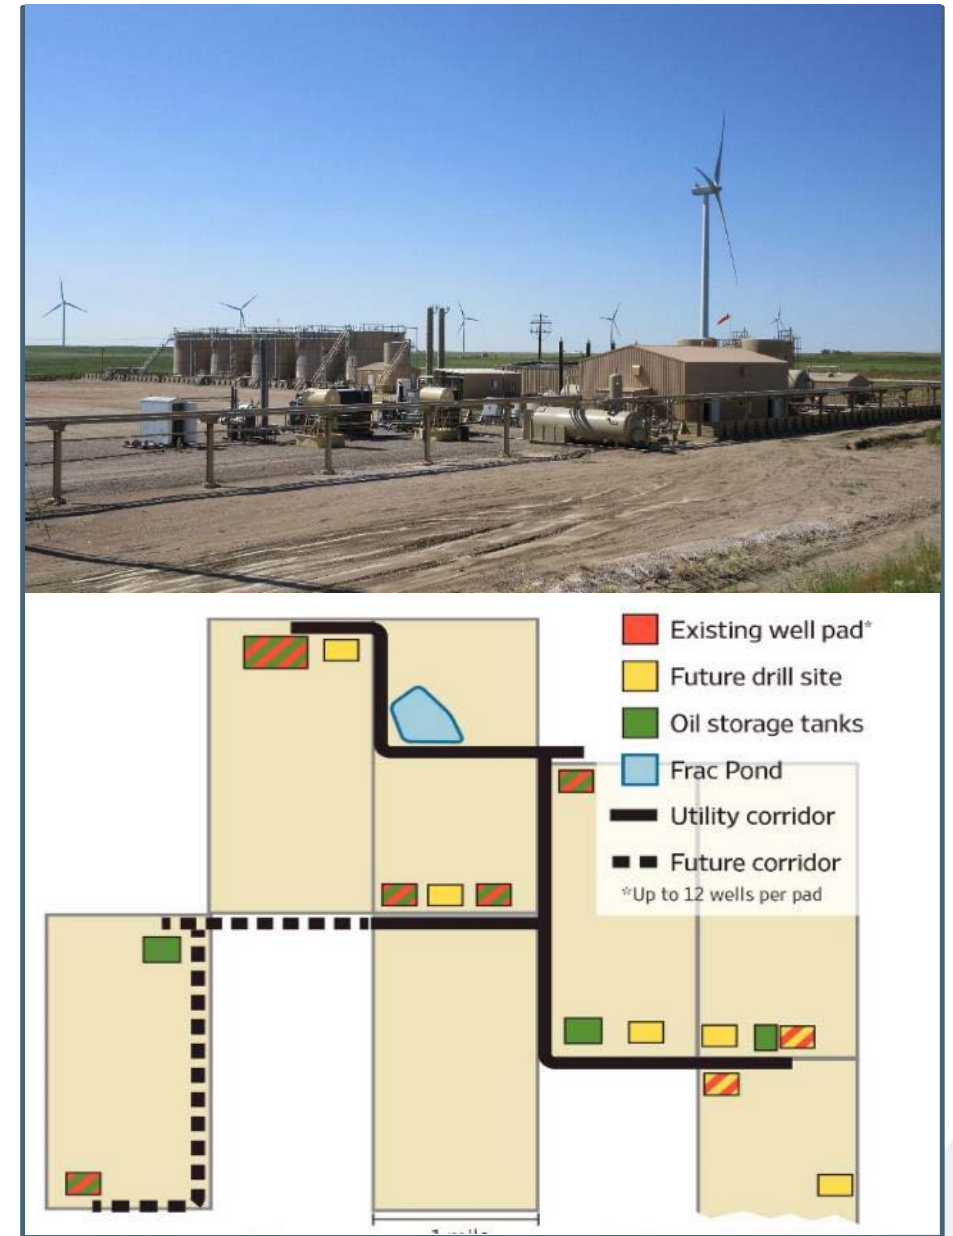 Existing well pad*
Future drill site
Oil storage tanks
Frac Pond
Utility corridor
Future corridor
*Up to 12 wells per pad